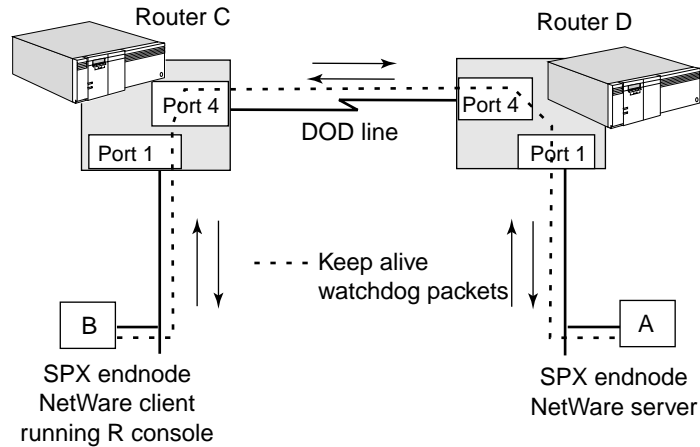 Router C
Router D
Port 4
Port 4
DOD line
Port 1
Port 1
Keep alive
watchdog packets
B
A
SPX endnode
NetWare client
running R console
SPX endnode
NetWare server